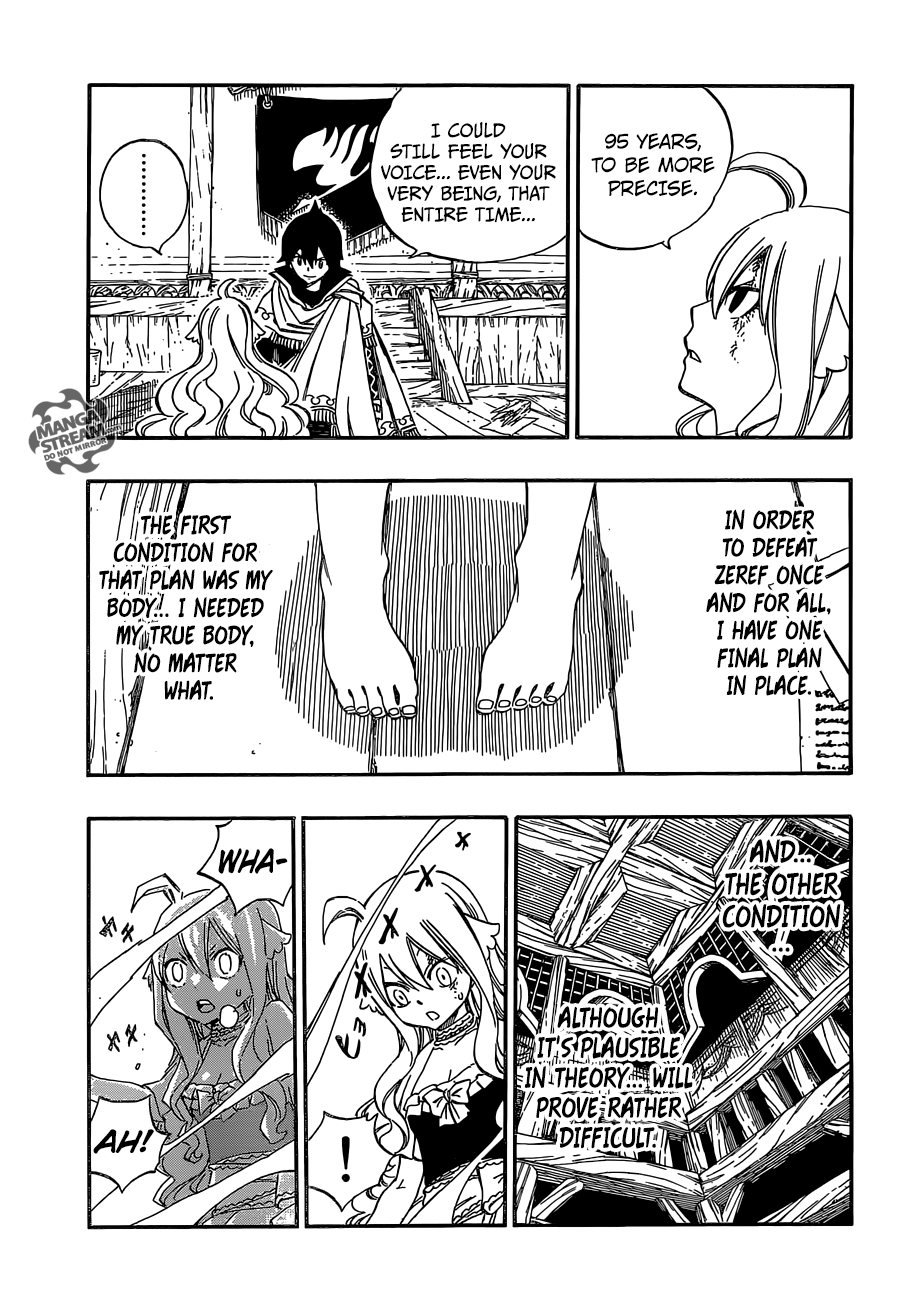 95 YEARS,
TO BE MORE
PRECISE.
I COULD
STILL FEEL YOUR
VOICE... EVEN YOUR
VERY BEING, THAT
ENTIRE TIME...
.........
MANGA
STREAM.com
DO NOT MIRROR
IN ORDER
TO DEFEAT
ZEREF ONCE
AND FOR ALL,
I HAVE ONE
FINAL PLAN
IN PLACE.
THE FIRST
CONDITION FOR
THAT PLAN WAS MY
BODY... I NEEDED
MY TRUE BODY,
NO MATTER
WHAT.
AND...
THE OTHER
CONDITION
...
ALTHOUGH
IT'S PLAUSIBLE
IN THEORY... WILL
PROVE RATHER
DIFFICULT.
!
WHA-
AH!